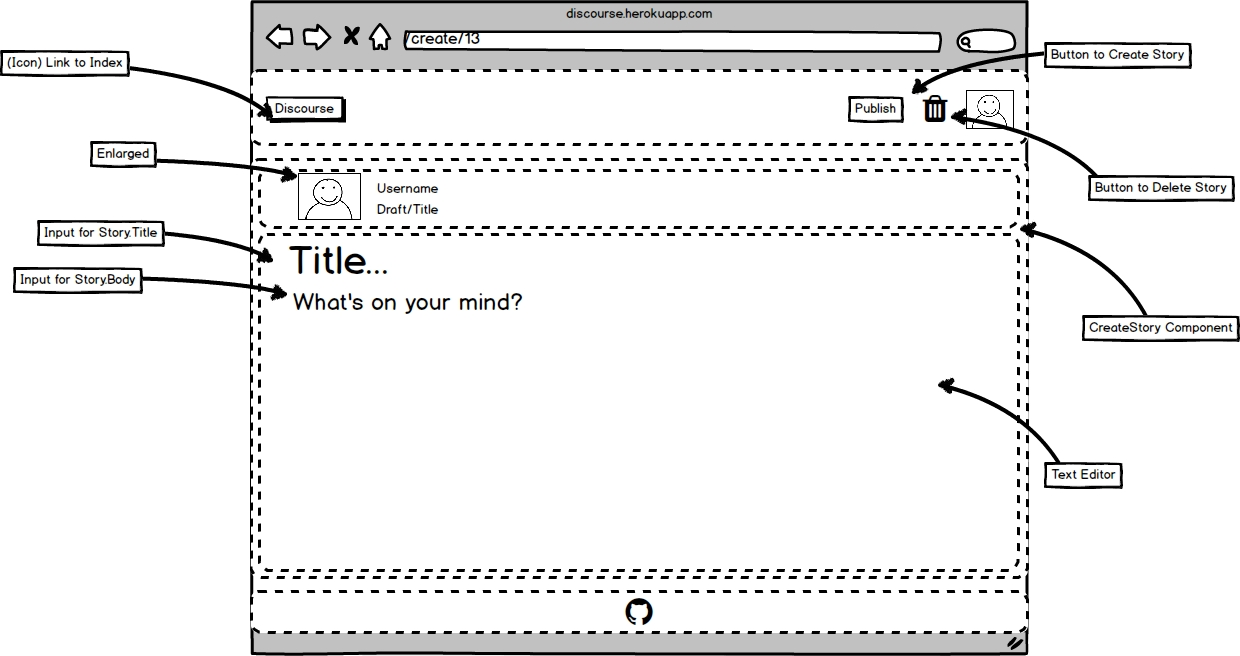 discourse.herokuapp.com
/create/13
(Icon) Link to Index
Button to Create Story
Discourse
Publish
Enlarged
Button to Delete Story
Username
Draft/Title
Input for Story.Title
Title...
Input for Story.Body
What's on your mind?
CreateStory Component
Text Editor